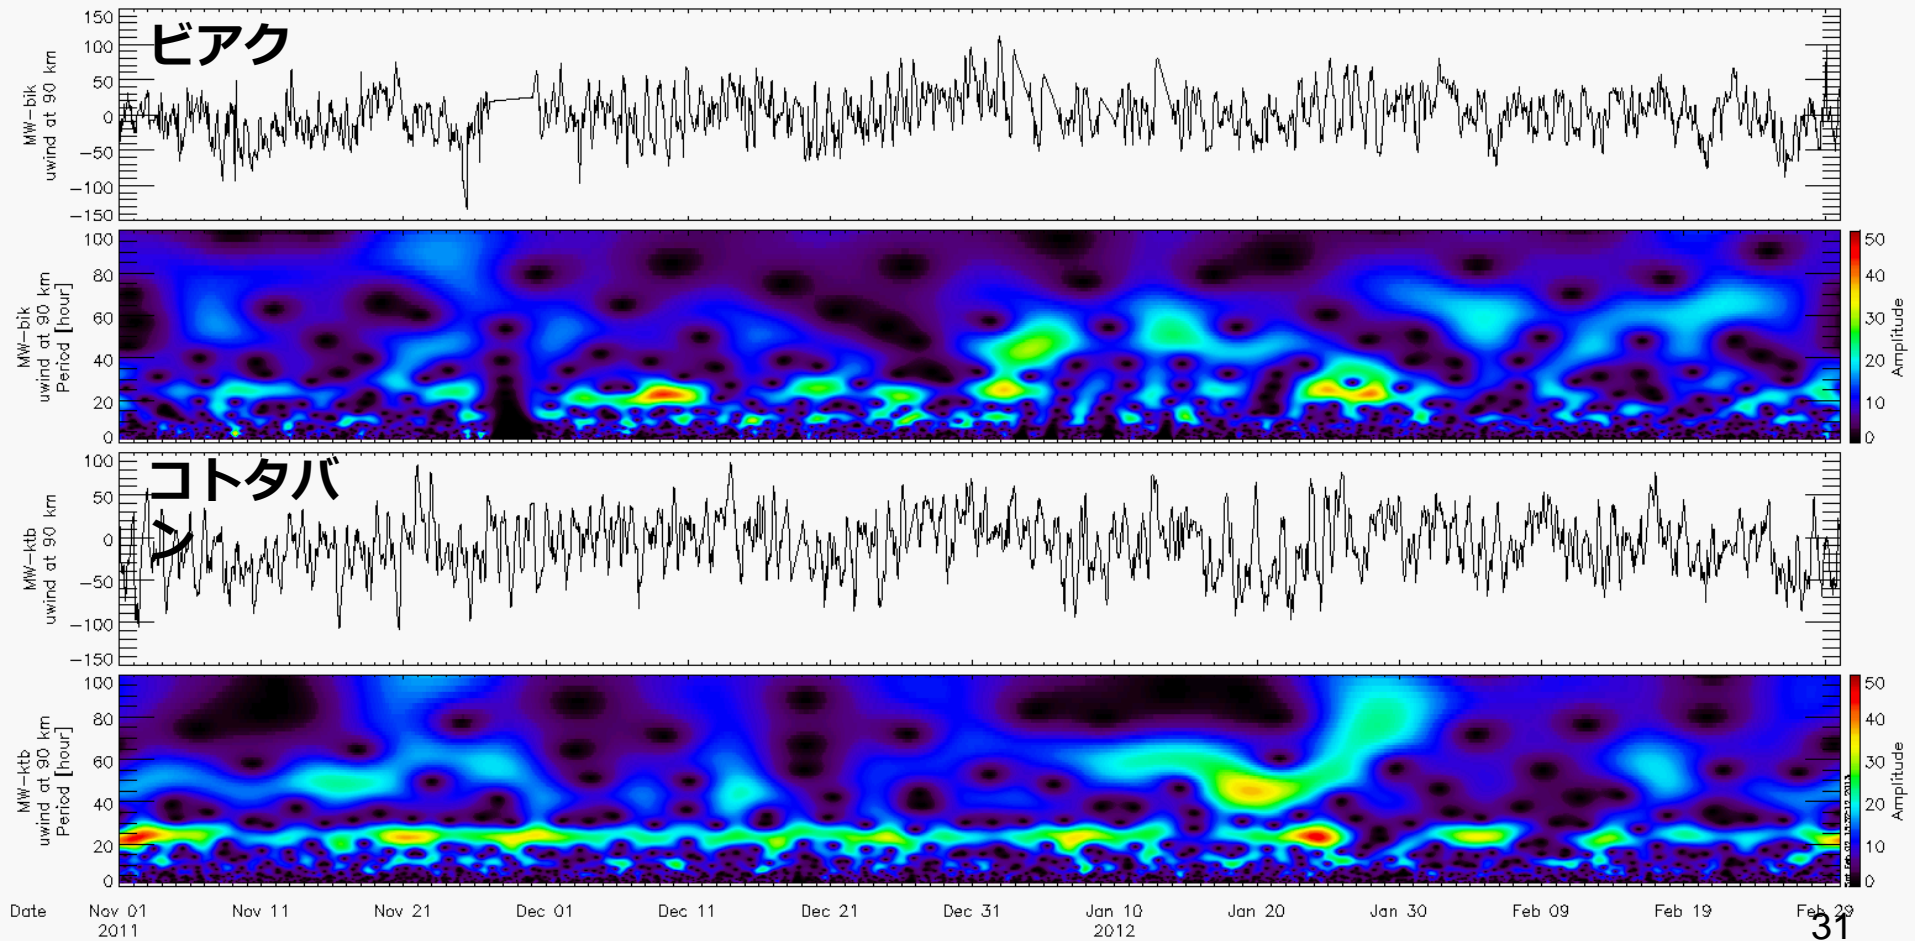 ビアク
MW-bik
uwind at 90 km
150
100
50
0
-50
-100
-150
MW-bik
uwind at 90 km
Period [hour]
100
80
60
40
20
0
50
40
30
20
10
0
Amplitude
コトタバ
ン
MW-ktb
uwind at 90 km
100
50
0
-50
-100
-150
MW-ktb
uwind at 90 km
Period [hour]
100
80
60
40
20
0
50
40
30
20
10
0
Amplitude
Date
Nov 01 Nov 11 Nov 21 Dec 01 Dec 11 Dec 21 Dec 31 Jan 10 Jan 20 Jan 30 Feb 09 Feb 19 Feb 29
2011 2012
31